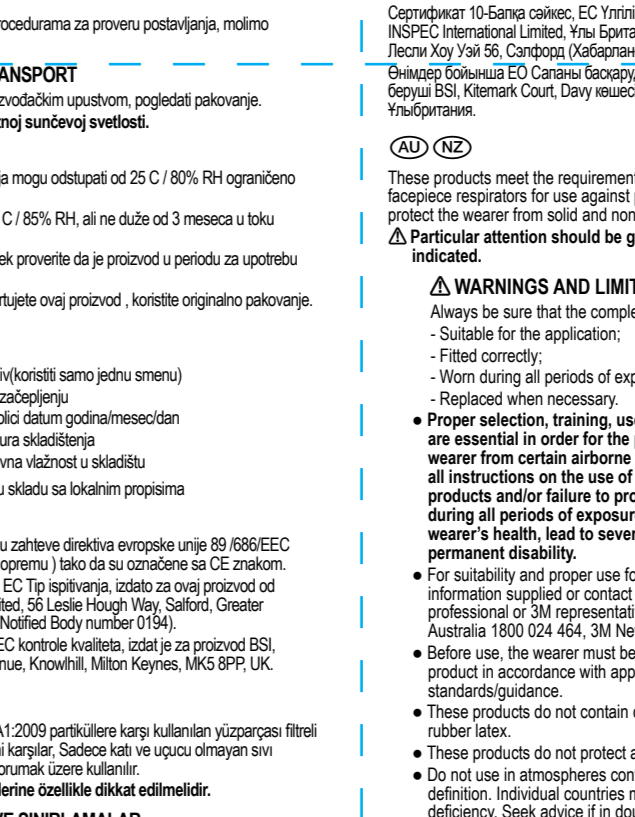 rocedurama za proveru postavljanja, molimo
ANSPORT
zvođačkim upustvom, pogledati pakovanje.
tnoj sunčevoj svetlosti.
ja mogu odstupati od 25 C / 80% RH ograničeno
C / 85% RH, ali ne duže od 3 meseca u toku
ek proverite da je proizvod u periodu za upotrebu
rtujete ovaj proizvod , koristite originalno pakovanje.
iv(koristiti samo jednu smenu)
začepljenju
olici datum godina/mesec/dan
ura skladištenja
vna vlažnost u skladištu
u skladu sa lokalnim propisima
u zahteve direktiva evropske unije 89 /686/EEC
opremu ) tako da su označene sa CE znakom.
EC Tip ispitivanja, izdato za ovaj proizvod od
ited, 56 Leslie Hough Way, Salford, Greater
Notified Body number 0194).
EC kontrole kvaliteta, izdat je za proizvod BSI,
nue, Knowlhill, Milton Keynes, MK5 8PP, UK.
A1:2009 partiküllere karşı kullanılan yüzparçası filtreli
ni karşılar, Sadece katı ve uçucu olmayan sıvı
orumak üzere kullanılır.
lerine özellikle dikkat edilmelidir.
VE SINIRLAMALAR
Сертификат 10-Бапқа сәйкес, ЕС Үлгілі
INSPEC International Limited, Ұлы Брита
Лесли Хоу Уэй 56, Сэлфорд (Хабарлан
Өнімдер бойынша ЕО Сапаны басқару,
беруші BSI, Kitemark Court, Davy көшес
Ұлыбритания.
AU NZ
These products meet the requirement
facepiece respirators for use against
protect the wearer from solid and non
⚠ Particular attention should be g
indicated.
⚠ WARNINGS AND LIMIT
Always be sure that the comple
- Suitable for the application;
- Fitted correctly;
- Worn during all periods of exp
- Replaced when necessary.
● Proper selection, training, use
are essential in order for the
wearer from certain airborne
all instructions on the use of
products and/or failure to pro
during all periods of exposur
wearer's health, lead to sever
permanent disability.
● For suitability and proper use fo
information supplied or contact
professional or 3M representati
Australia 1800 024 464, 3M Ne
● Before use, the wearer must be
product in accordance with app
standards/guidance.
● These products do not contain
rubber latex.
● These products do not protect a
● Do not use in atmospheres con
definition. Individual countries m
deficiency. Seek advice if in dou